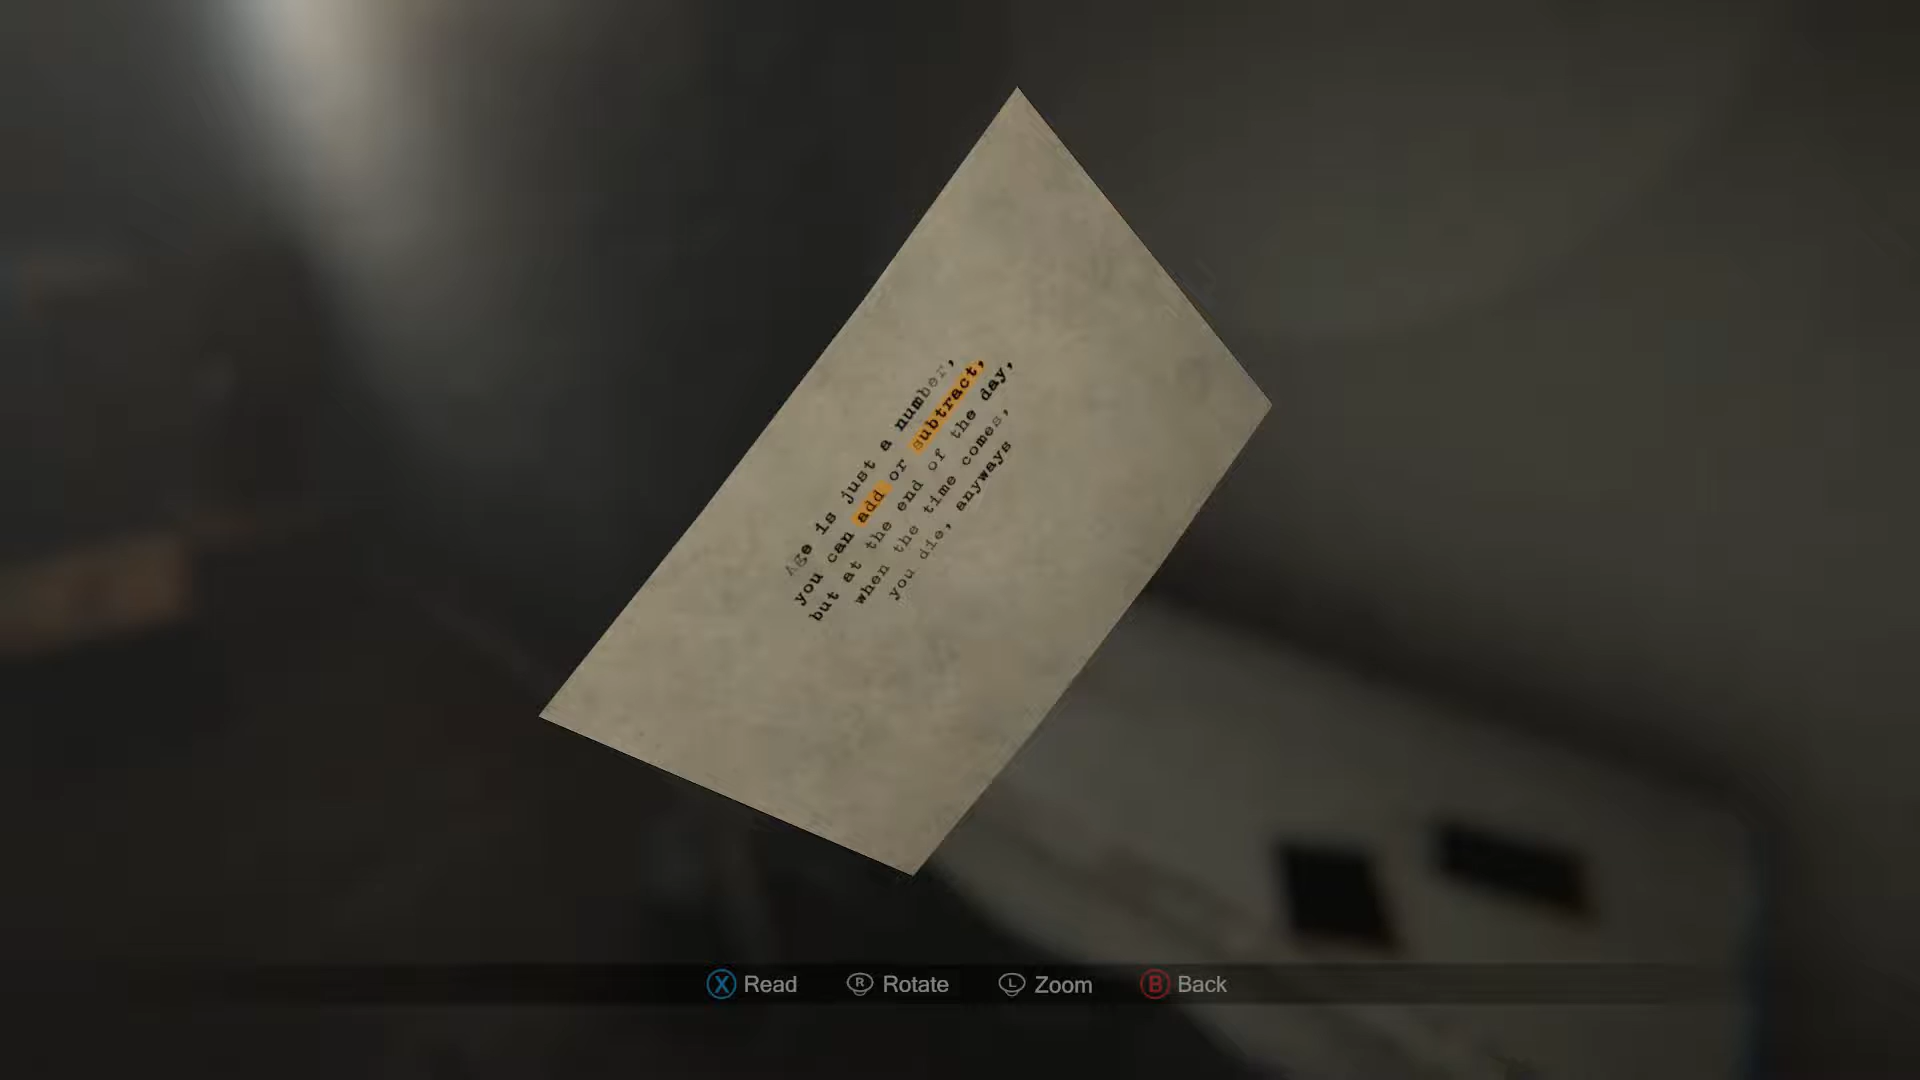 Age is just a number,
you can add or subtract,
but at the end of the day,
when the time comes,
you die, anyways
X Read R Rotate L Zoom B Back